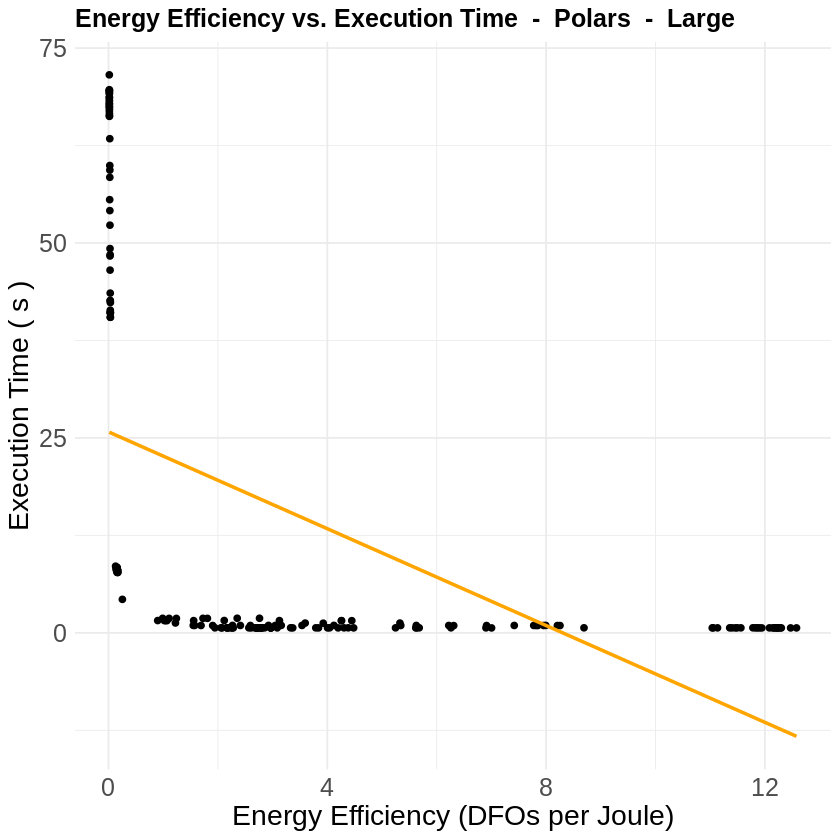 Energy Efficiency vs. Execution Time - Polars - Large
75
50
25
0
Execution Time ( s )
0 4 8 12
Energy Efficiency (DFOs per Joule)